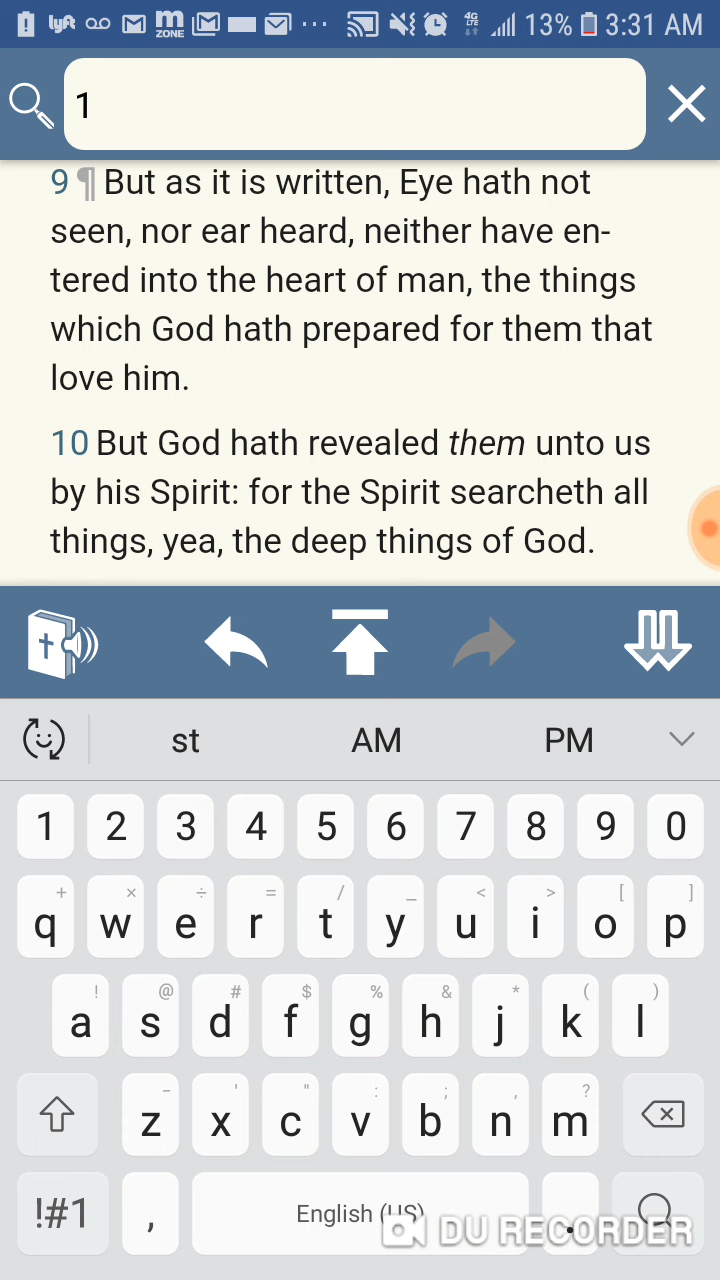 lyft M ZONE 4G LTE 13% 3:31 AM
1
9 ¶ But as it is written, Eye hath not
seen, nor ear heard, neither have en-
tered into the heart of man, the things
which God hath prepared for them that
love him.
10 But God hath revealed them unto us
by his Spirit: for the Spirit searcheth all
things, yea, the deep things of God.
st AM PM
1 2 3 4 5 6 7 8 9 0
+ × ÷ = / _ < > [ ]
q w e r t y u i o p
! @ # $ % & * ( )
a s d f g h j k l
- ' " : ; , ?
z x c v b n m
!#1 , English (US) .
DU RECORDER